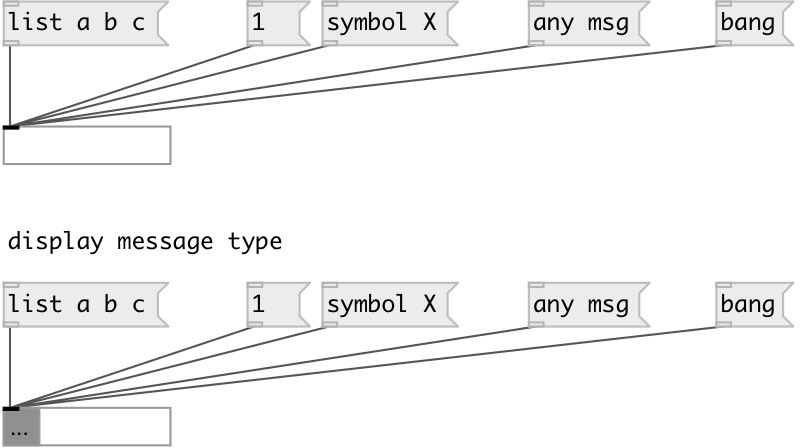 list a b c 1 symbol X any msg bang
display message type
list a b c 1 symbol X any msg bang
...